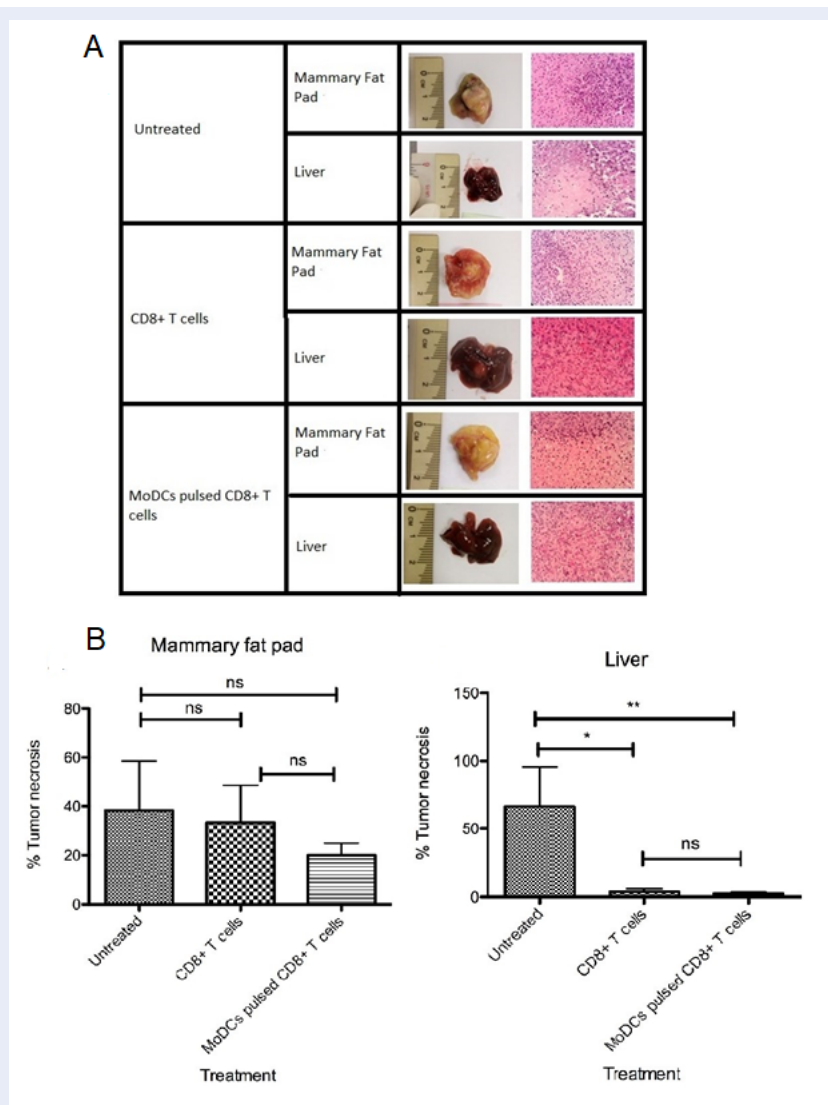 A
Untreated
Mammary Fat
Pad
Liver
CD8+ T cells
Mammary Fat
Pad
Liver
MoDCs pulsed CD8+ T
cells
Mammary Fat
Pad
Liver
B
Mammary fat pad
% Tumor necrosis
80
60
40
20
0
ns
ns
ns
Untreated
CD8+ T cells
MoDCs pulsed CD8+ T cells
Treatment
Liver
% Tumor necrosis
150
100
50
0
**
*
ns
Untreated
CD8+ T cells
MoDCs pulsed CD8+ T cells
Treatment